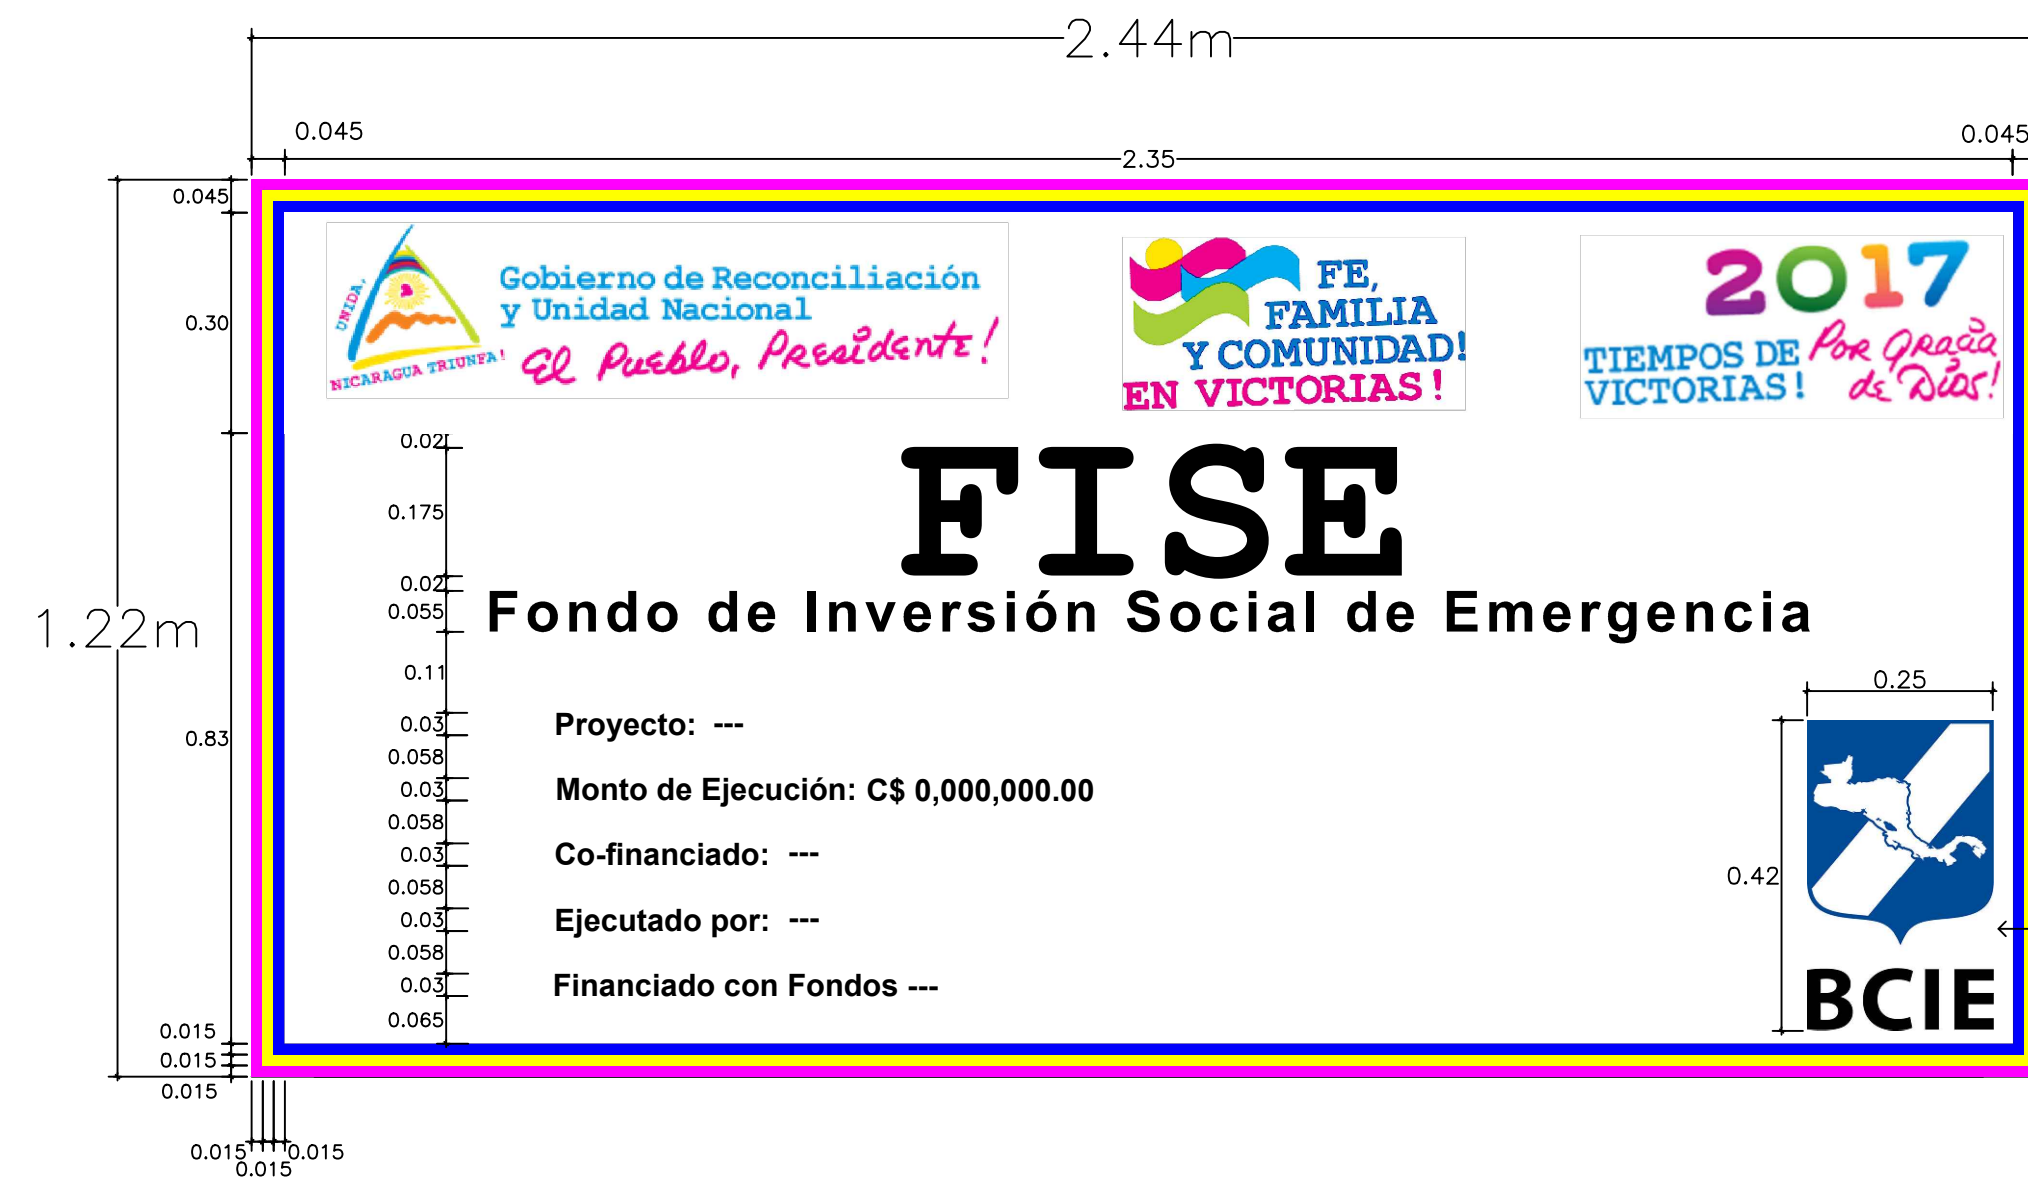 2.44m
0.045
0.045
2.35
0.045
0.30
0.83
1.22m
0.015
0.015
0.015
0.015
0.015
0.015
UNIDA,
NICARAGUA TRIUNFA!
Gobierno de Reconciliación
y Unidad Nacional
El Pueblo, Presidente!
FE,
FAMILIA
Y COMUNIDAD!
EN VICTORIAS!
2017
TIEMPOS DE
VICTORIAS!
Por Gracia
de Dios!
0.02
0.175
0.02
0.055
0.11
0.03
0.058
0.03
0.058
0.03
0.058
0.03
0.058
0.03
0.065
FISE
Fondo de Inversión Social de Emergencia
Proyecto: ---
Monto de Ejecución: C$ 0,000,000.00
Co-financiado: ---
Ejecutado por: ---
Financiado con Fondos ---
0.25
0.42
BCIE